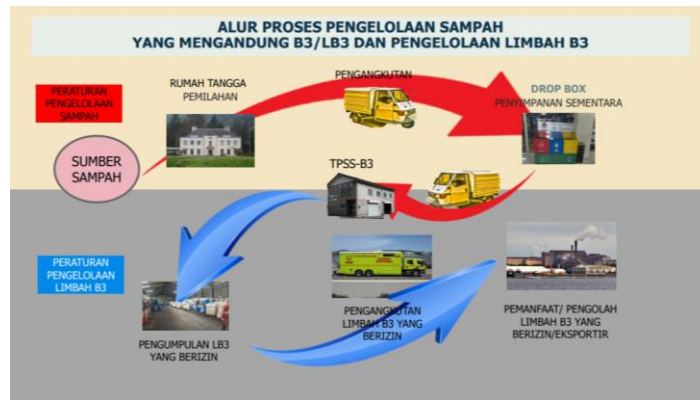 ALUR PROSES PENGELOLAAN SAMPAH
YANG MENGANDUNG B3/LB3 DAN PENGELOLAAN LIMBAH B3
PERATURAN
PENGELOLAAN
SAMPAH
RUMAH TANGGA
PEMILAHAN
PENGANGKUTAN
DROP BOX
PENYIMPANAN SEMENTARA
SUMBER
SAMPAH
TPSS-B3
PERATURAN
PENGELOLAAN
LIMBAH B3
PENGUMPULAN LB3
YANG BERIZIN
PENGANGKUTAN
LIMBAH B3 YANG
BERIZIN
PEMANFAAT/ PENGOLAH
LIMBAH B3 YANG
BERIZIN/EKSPORTIR